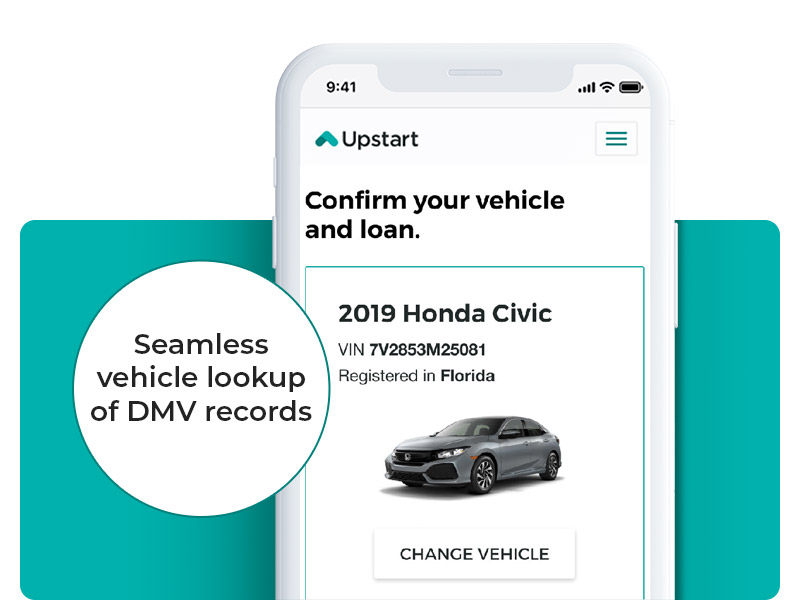 9:41
Upstart
Confirm your vehicle
and loan.
2019 Honda Civic
VIN 7V2853M25081
Registered in Florida
Seamless
vehicle lookup
of DMV records
CHANGE VEHICLE